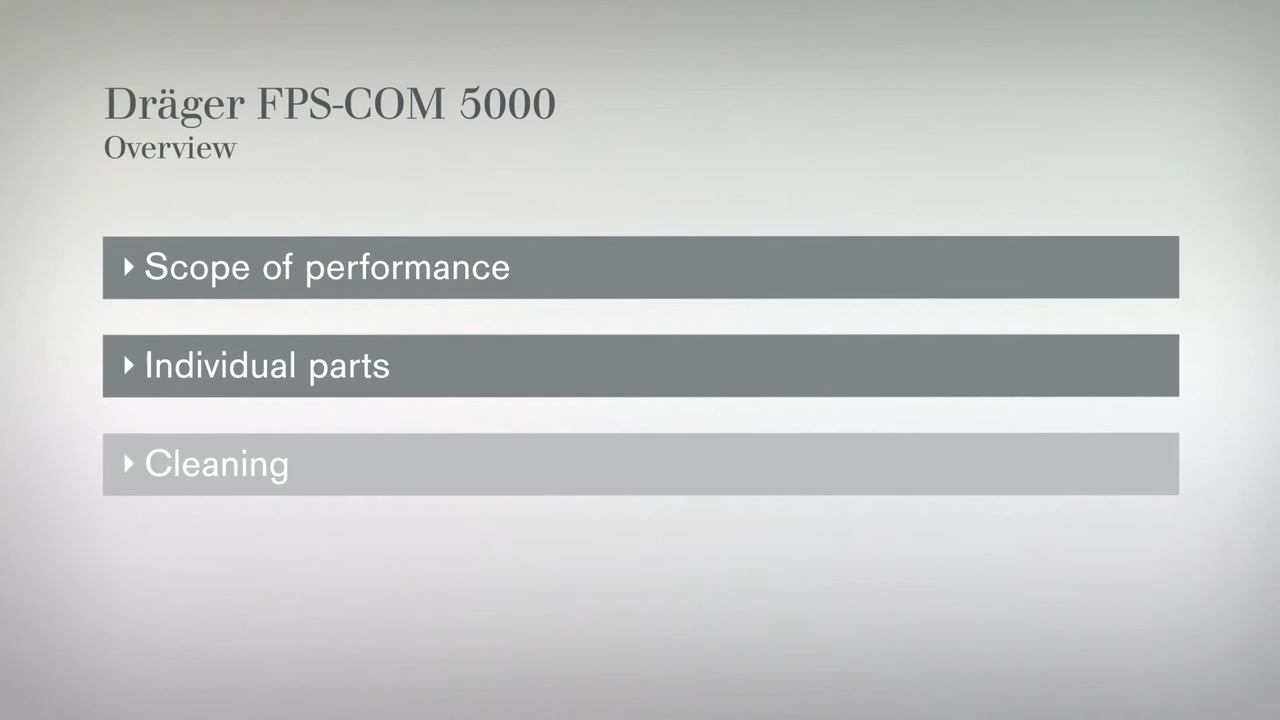 Dräger FPS-COM 5000
Overview
Scope of performance
Individual parts
Cleaning